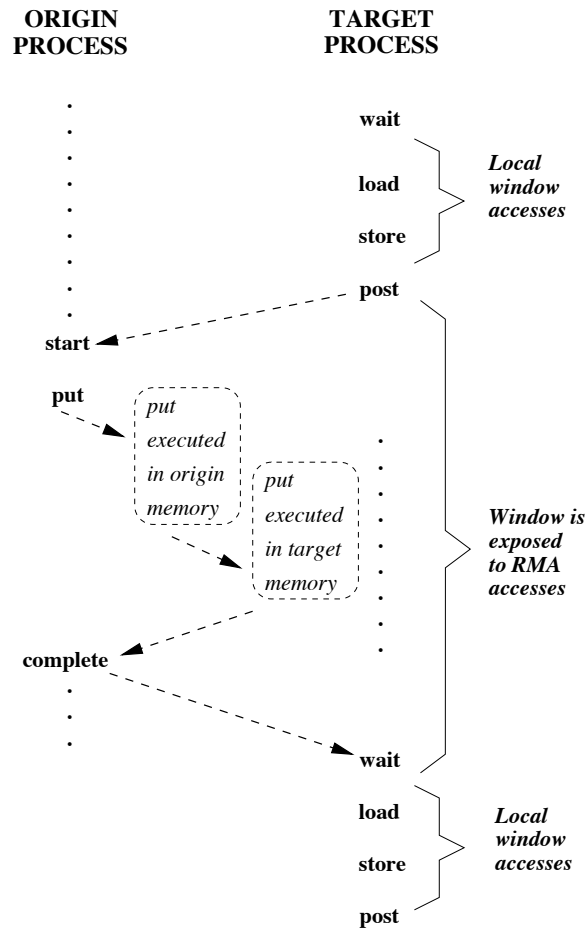 ORIGIN
PROCESS
TARGET
PROCESS
wait
load
store
Local
window
accesses
post
start
put
put
executed
in origin
memory
put
executed
in target
memory
Window is
exposed
to RMA
accesses
complete
wait
load
store
post
Local
window
accesses